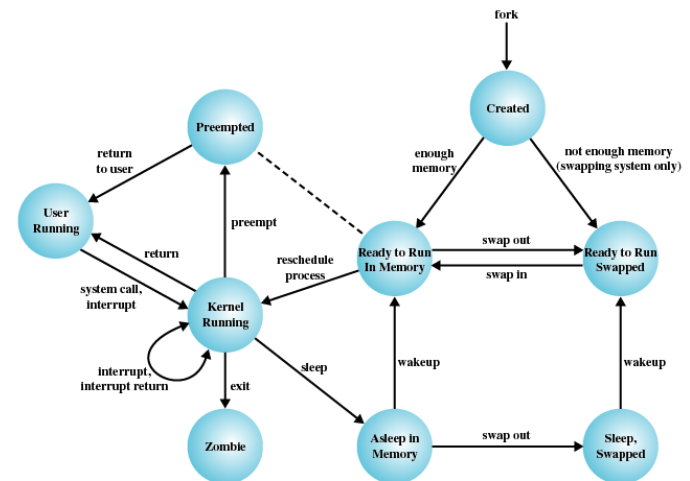 fork
Created
Preempted
enough
memory
not enough memory
(swapping system only)
return
to user
User
Running
preempt
return
reschedule
process
Ready to Run
In Memory
swap out
swap in
Ready to Run
Swapped
system call,
interrupt
Kernel
Running
interrupt,
interrupt return
sleep
exit
wakeup
wakeup
Zombie
Asleep in
Memory
swap out
Sleep,
Swapped